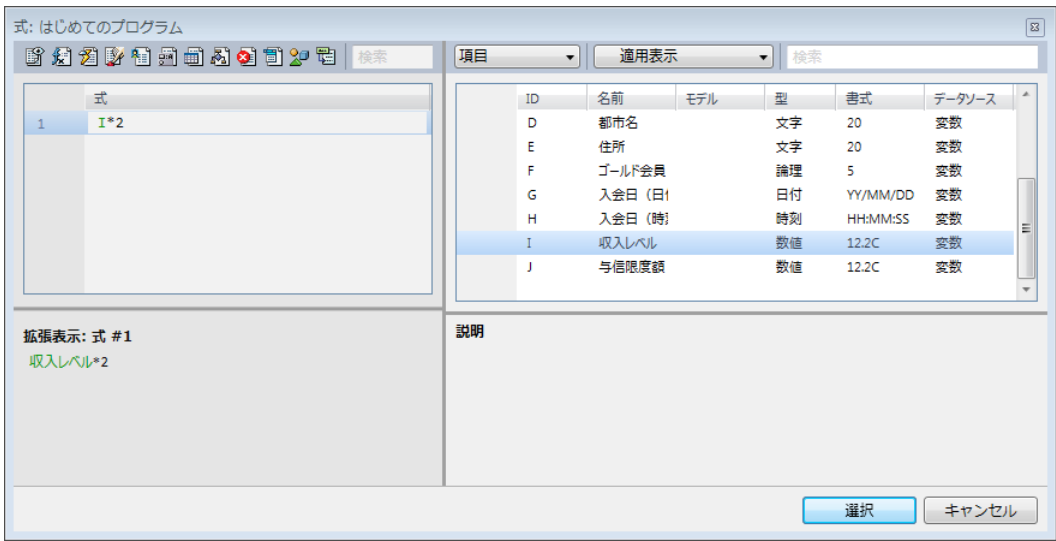 式: はじめてのプログラム
検索 項目 適用表示 検索
式
1 I*2
ID 名前 モデル 型 書式 データソース
D 都市名 文字 20 変数
E 住所 文字 20 変数
F ゴールド会員 論理 5 変数
G 入会日（日 日付 YY/MM/DD 変数
H 入会日（時 時刻 HH:MM:SS 変数
I 収入レベル 数値 12.2C 変数
J 与信限度額 数値 12.2C 変数
拡張表示: 式 #1
収入レベル*2
説明
選択 キャンセル